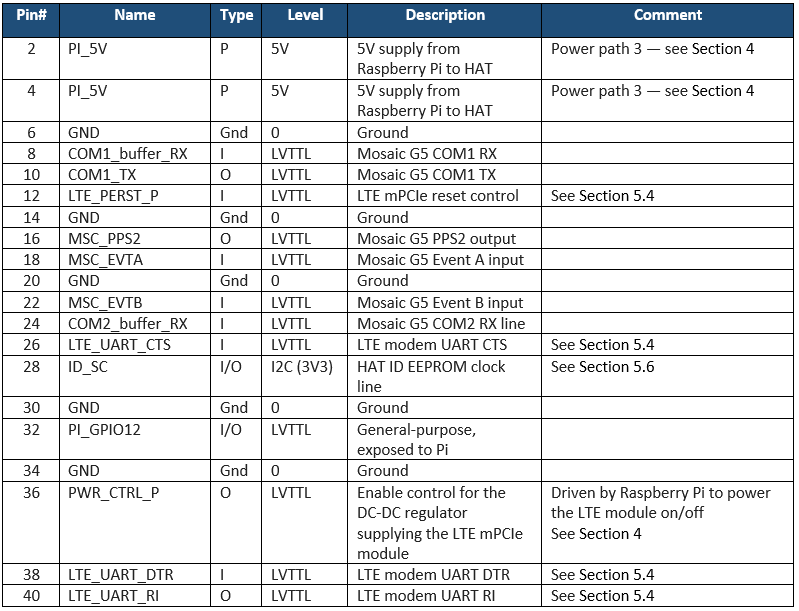 Pin# Name Type Level Description Comment
2 PI_5V P 5V 5V supply from Power path 3 — see Section 4
Raspberry Pi to HAT
4 PI_5V P 5V 5V supply from Power path 3 — see Section 4
Raspberry Pi to HAT
6 GND Gnd 0 Ground
8 COM1_buffer_RX I LVTTL Mosaic G5 COM1 RX
10 COM1_TX O LVTTL Mosaic G5 COM1 TX
12 LTE_PERST_P I LVTTL LTE mPCIe reset control See Section 5.4
14 GND Gnd 0 Ground
16 MSC_PPS2 O LVTTL Mosaic G5 PPS2 output
18 MSC_EVTA I LVTTL Mosaic G5 Event A input
20 GND Gnd 0 Ground
22 MSC_EVTB I LVTTL Mosaic G5 Event B input
24 COM2_buffer_RX I LVTTL Mosaic G5 COM2 RX line
26 LTE_UART_CTS I LVTTL LTE modem UART CTS See Section 5.4
28 ID_SC I/O I2C (3V3) HAT ID EEPROM clock See Section 5.6
line
30 GND Gnd 0 Ground
32 PI_GPIO12 I/O LVTTL General-purpose,
exposed to Pi
34 GND Gnd 0 Ground
36 PWR_CTRL_P O LVTTL Enable control for the Driven by Raspberry Pi to power
DC-DC regulator the LTE module on/off
supplying the LTE mPCIe See Section 4
module
38 LTE_UART_DTR I LVTTL LTE modem UART DTR See Section 5.4
40 LTE_UART_RI O LVTTL LTE modem UART RI See Section 5.4